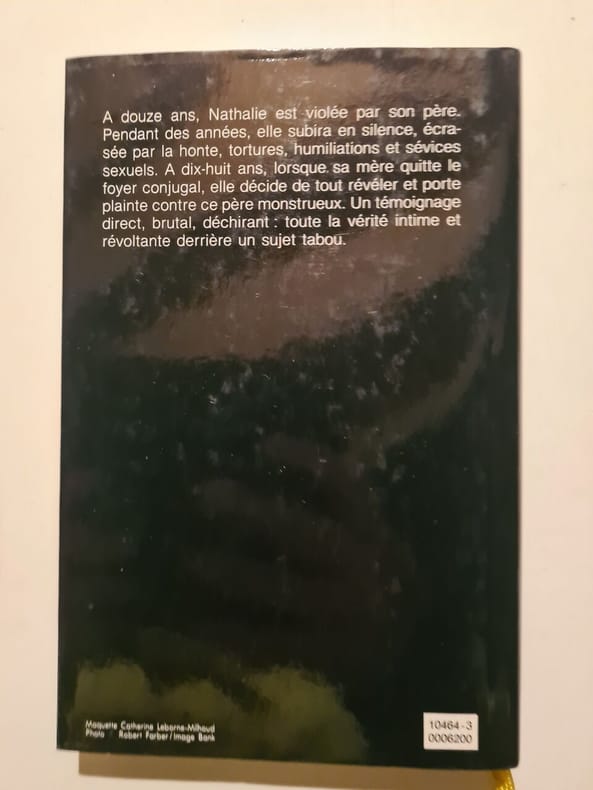 A douze ans, Nathalie est violée par son père.
Pendant des années, elle subira en silence, écra-
sée par la honte, tortures, humiliations et sévices
sexuels. A dix-huit ans, lorsque sa mère quitte le
foyer conjugal, elle décide de tout révéler et porte
plainte contre ce père monstrueux. Un témoignage
direct, brutal, déchirant : toute la vérité intime et
révoltante derrière un sujet tabou.
Maquette Catherine Leborne-Milhaud
Photo Robert Farber / Image Bank
10464-3
0006200